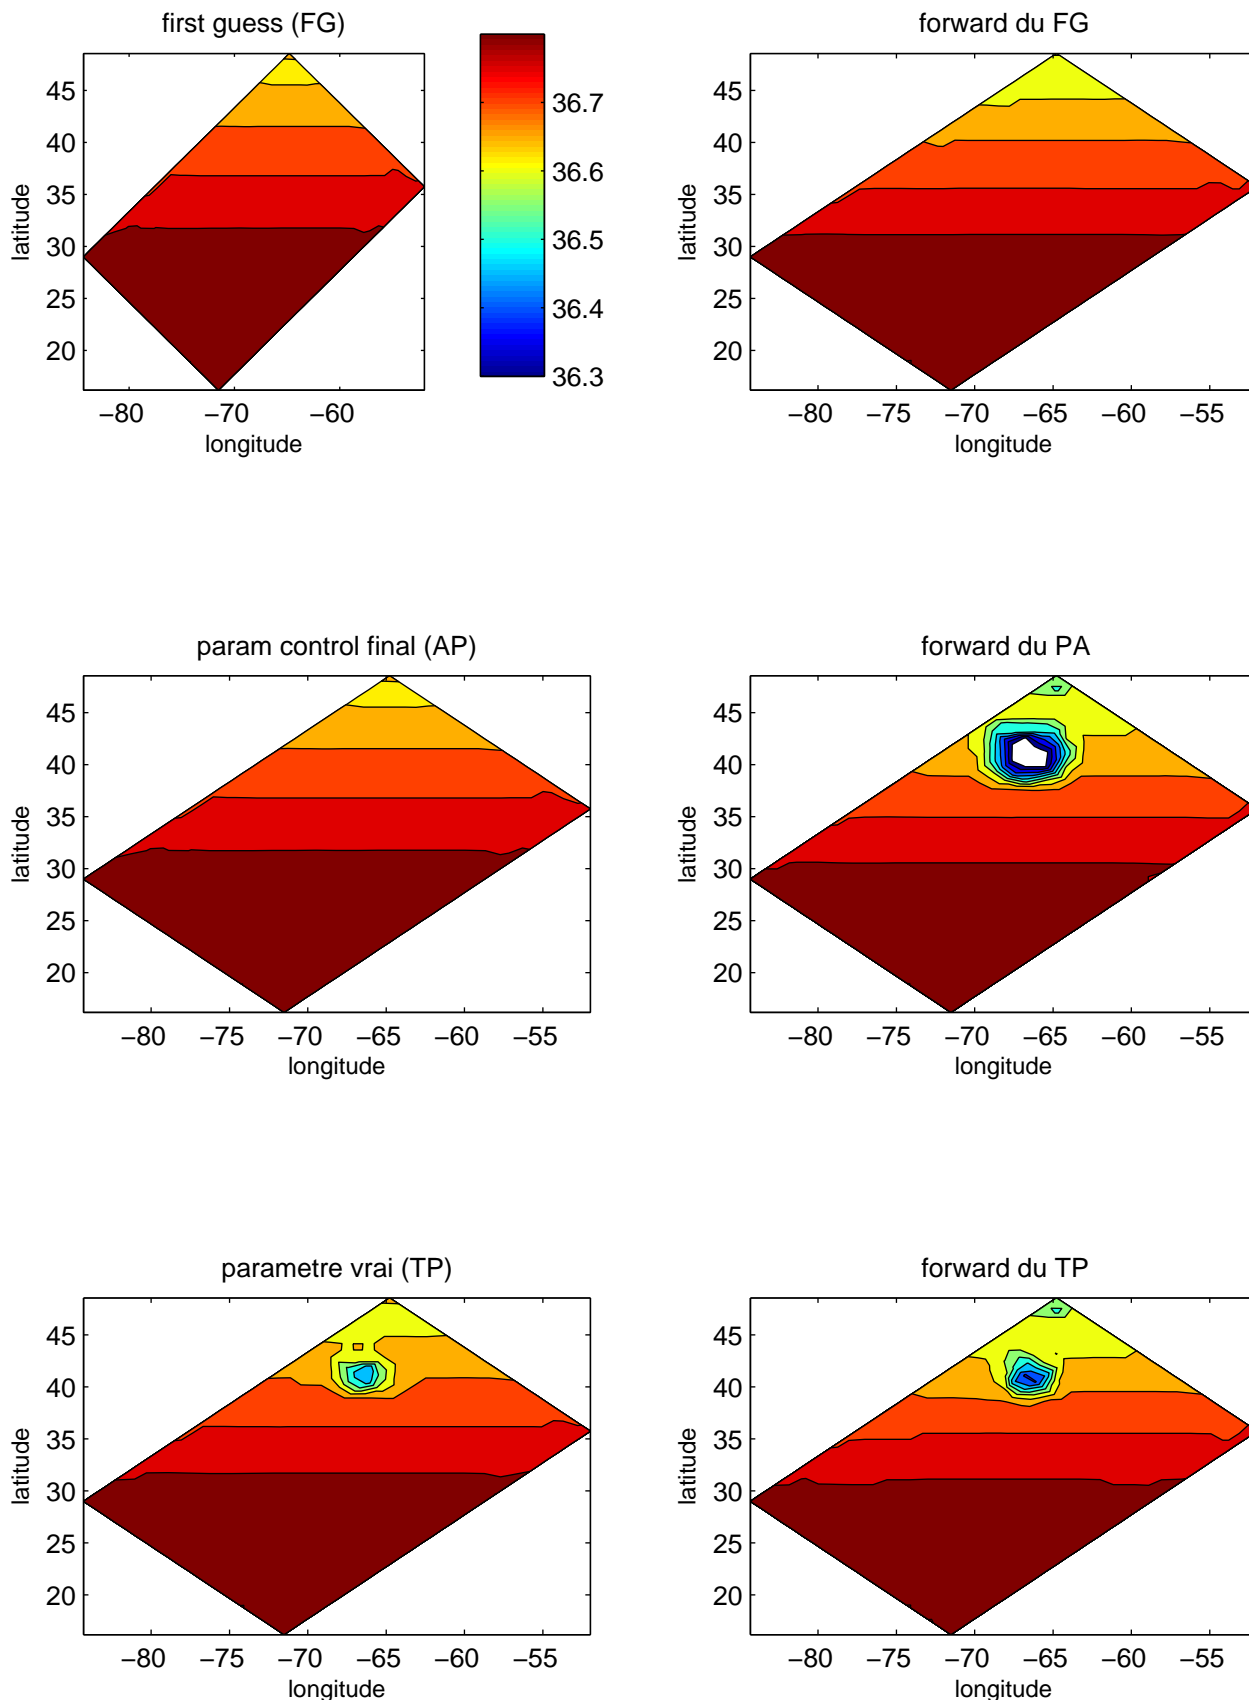 first guess (FG)
45
40
35
30
25
20
latitude
−80 −70 −60
longitude
36.7
36.6
36.5
36.4
36.3
forward du FG
45
40
35
30
25
20
latitude
−80 −75 −70 −65 −60 −55
longitude
param control final (AP)
45
40
35
30
25
20
latitude
−80 −75 −70 −65 −60 −55
longitude
forward du PA
45
40
35
30
25
20
latitude
−80 −75 −70 −65 −60 −55
longitude
parametre vrai (TP)
45
40
35
30
25
20
latitude
−80 −75 −70 −65 −60 −55
longitude
forward du TP
45
40
35
30
25
20
latitude
−80 −75 −70 −65 −60 −55
longitude